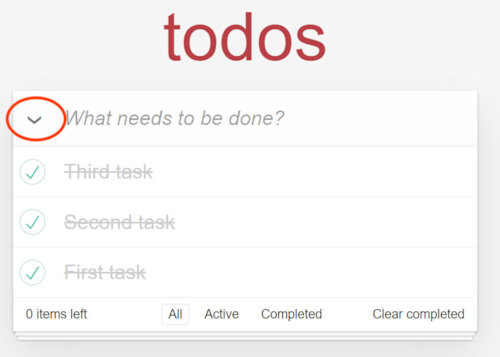 todos
What needs to be done?
Third task
Second task
First task
0 items left All Active Completed Clear completed